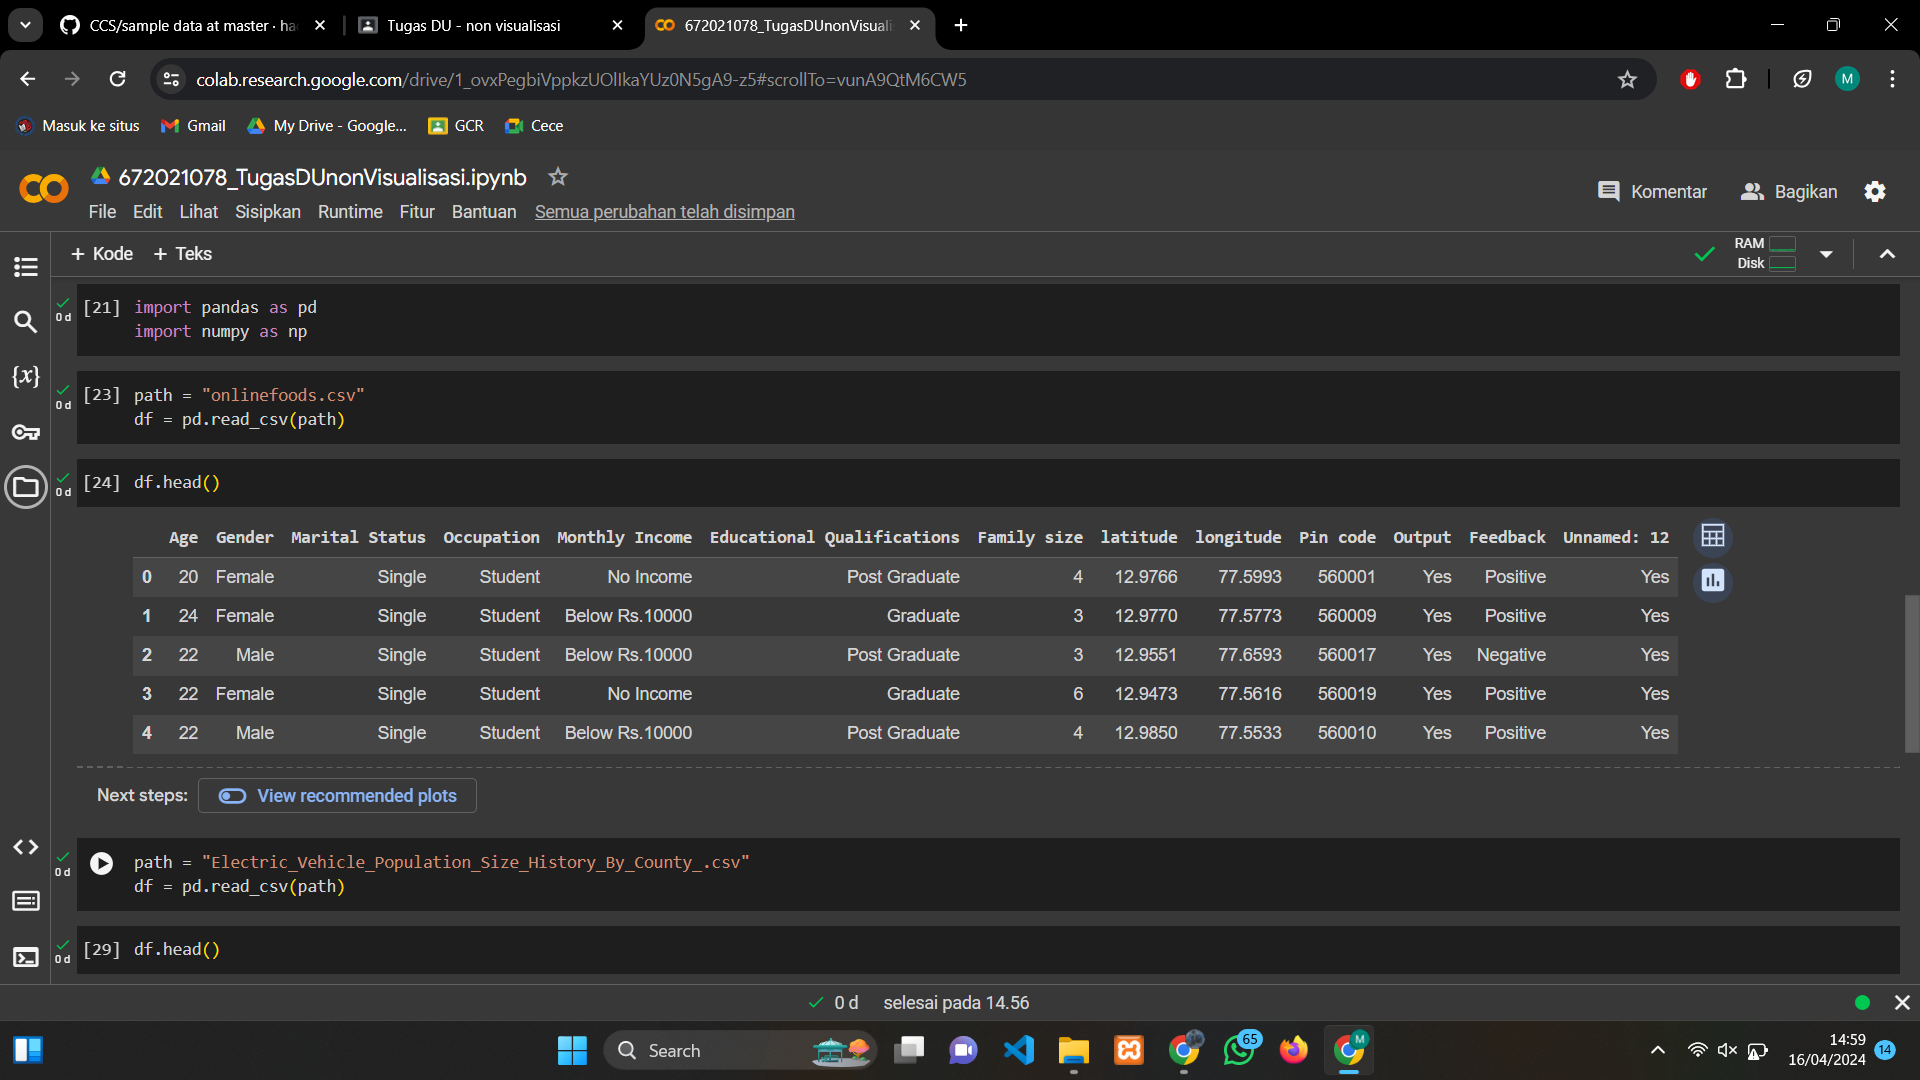 CCS/sample data at master · ha
Tugas DU - non visualisasi
672021078_TugasDUnonVisuali
colab.research.google.com/drive/1_ovxPegbiVppkzUOlIkaYUz0N5gA9-z5#scrollTo=vunA9QtM6CW5
M
Masuk ke situs
Gmail
My Drive - Google...
GCR
Cece
672021078_TugasDUnonVisualisasi.ipynb
Komentar
Bagikan
File Edit Lihat Sisipkan Runtime Fitur Bantuan Semua perubahan telah disimpan
+ Kode + Teks
RAM
Disk
[21] import pandas as pd
0 d
import numpy as np
[23] path = "onlinefoods.csv"
0 d
df = pd.read_csv(path)
[24] df.head()
0 d
Age Gender Marital Status Occupation Monthly Income Educational Qualifications Family size latitude longitude Pin code Output Feedback Unnamed: 12
0 20 Female Single Student No Income Post Graduate 4 12.9766 77.5993 560001 Yes Positive Yes
1 24 Female Single Student Below Rs.10000 Graduate 3 12.9770 77.5773 560009 Yes Positive Yes
2 22 Male Single Student Below Rs.10000 Post Graduate 3 12.9551 77.6593 560017 Yes Negative Yes
3 22 Female Single Student No Income Graduate 6 12.9473 77.5616 560019 Yes Positive Yes
4 22 Male Single Student Below Rs.10000 Post Graduate 4 12.9850 77.5533 560010 Yes Positive Yes
Next steps: View recommended plots
path = "Electric_Vehicle_Population_Size_History_By_County_.csv"
0 d
df = pd.read_csv(path)
[29] df.head()
0 d
0 d selesai pada 14.56
Search
65
M
14:59
16/04/2024
14